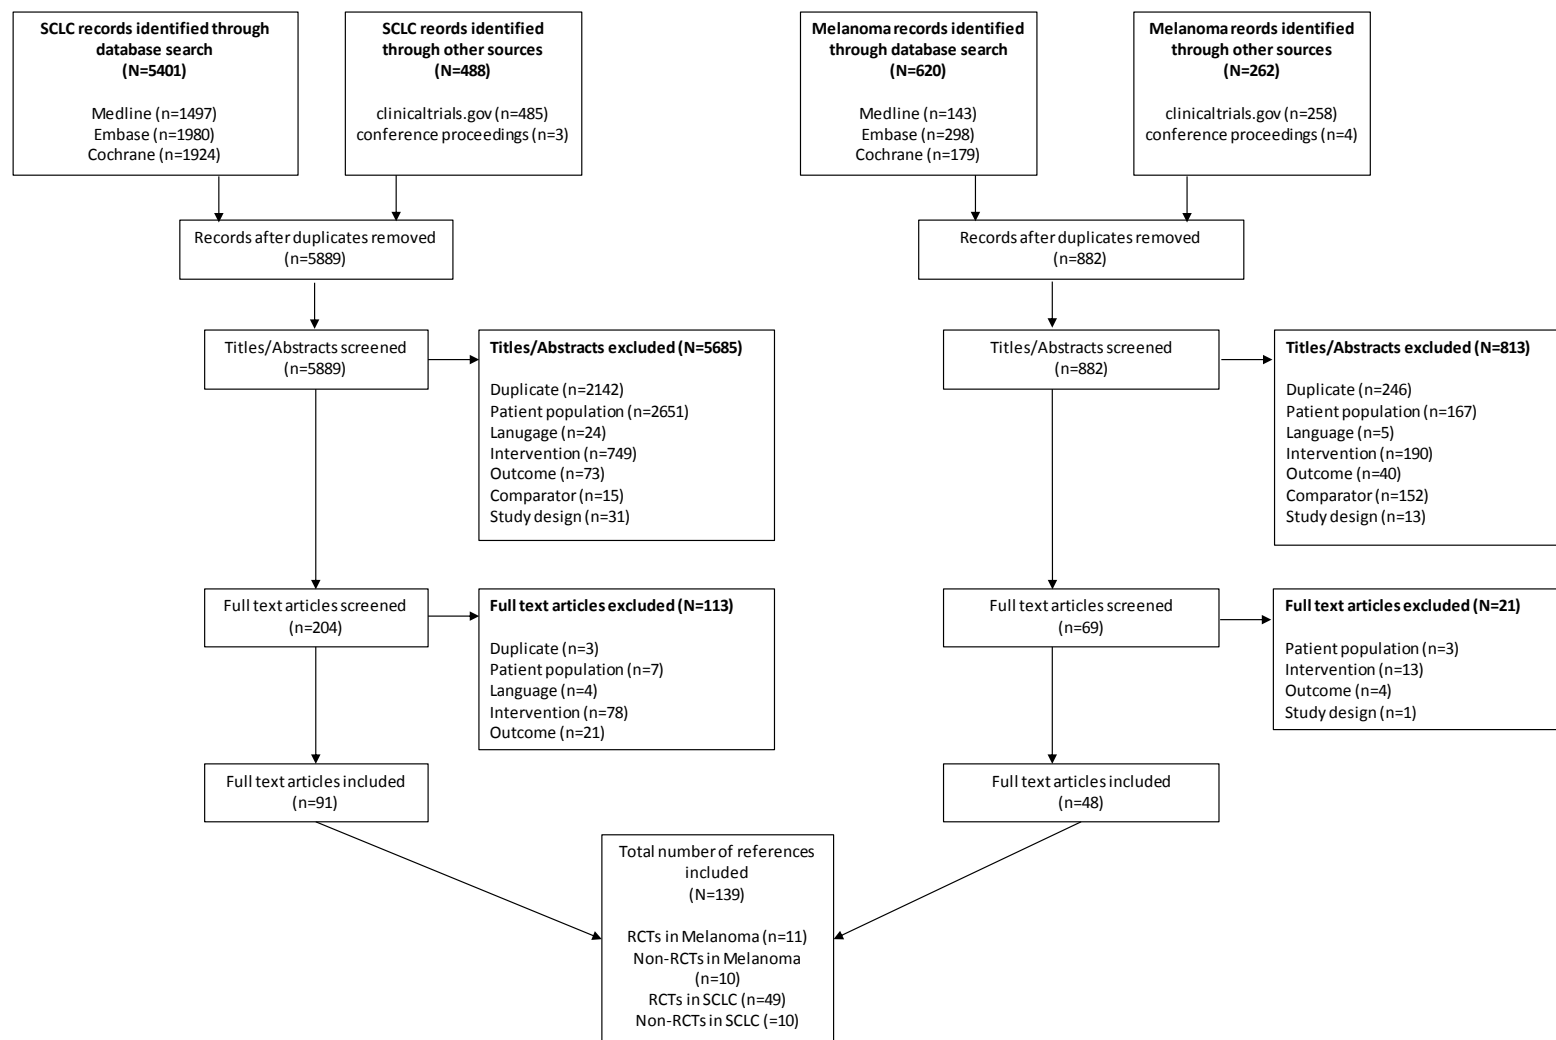 SCLC records identified through
database search
(N=5401)
Medline (n=1497)
Embase (n=1980)
Cochrane (n=1924)
SCLC reords identified
through other sources
(N=488)
clinicaltrials.gov (n=485)
conference proceedings (n=3)
Melanoma records identified
through database search
(N=620)
Medline (n=143)
Embase (n=298)
Cochrane (n=179)
Melanoma records identified
through other sources
(N=262)
clinicaltrials.gov (n=258)
conference proceedings (n=4)
Records after duplicates removed
(n=5889)
Records after duplicates removed
(n=882)
Titles/Abstracts screened
(n=5889)
Titles/Abstracts excluded (N=5685)
Duplicate (n=2142)
Patient population (n=2651)
Lanugage (n=24)
Intervention (n=749)
Outcome (n=73)
Comparator (n=15)
Study design (n=31)
Titles/Abstracts screened
(n=882)
Titles/Abstracts excluded (N=813)
Duplicate (n=246)
Patient population (n=167)
Language (n=5)
Intervention (n=190)
Outcome (n=40)
Comparator (n=152)
Study design (n=13)
Full text articles screened
(n=204)
Full text articles excluded (N=113)
Duplicate (n=3)
Patient population (n=7)
Language (n=4)
Intervention (n=78)
Outcome (n=21)
Full text articles screened
(n=69)
Full text articles excluded (N=21)
Patient population (n=3)
Intervention (n=13)
Outcome (n=4)
Study design (n=1)
Full text articles included
(n=91)
Full text articles included
(n=48)
Total number of references
included
(N=139)
RCTs in Melanoma (n=11)
Non-RCTs in Melanoma
(n=10)
RCTs in SCLC (n=49)
Non-RCTs in SCLC (=10)